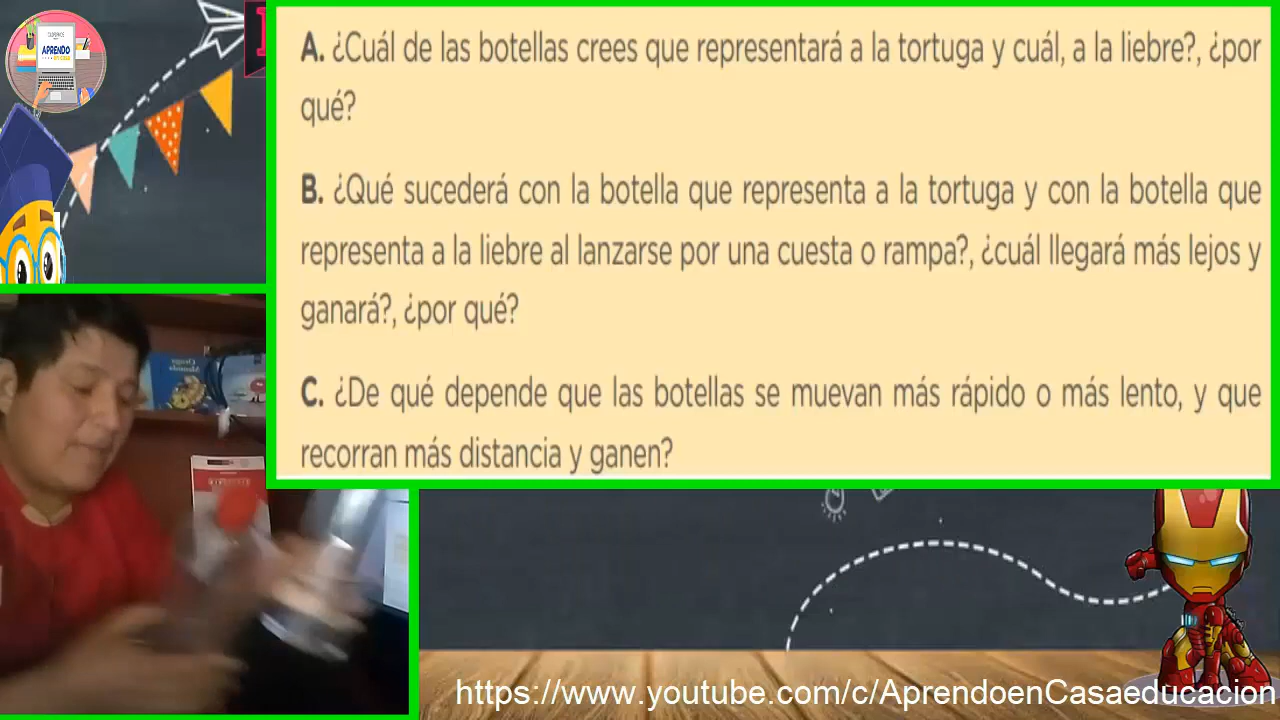 APRENDO
A. ¿Cuál de las botellas crees que representará a la tortuga y cuál, a la liebre?, ¿por
qué?
B. ¿Qué sucederá con la botella que representa a la tortuga y con la botella que
representa a la liebre al lanzarse por una cuesta o rampa?, ¿cuál llegará más lejos y
ganará?, ¿por qué?
C. ¿De qué depende que las botellas se muevan más rápido o más lento, y que
recorran más distancia y ganen?
https://www.youtube.com/c/AprendoenCasaeducacion